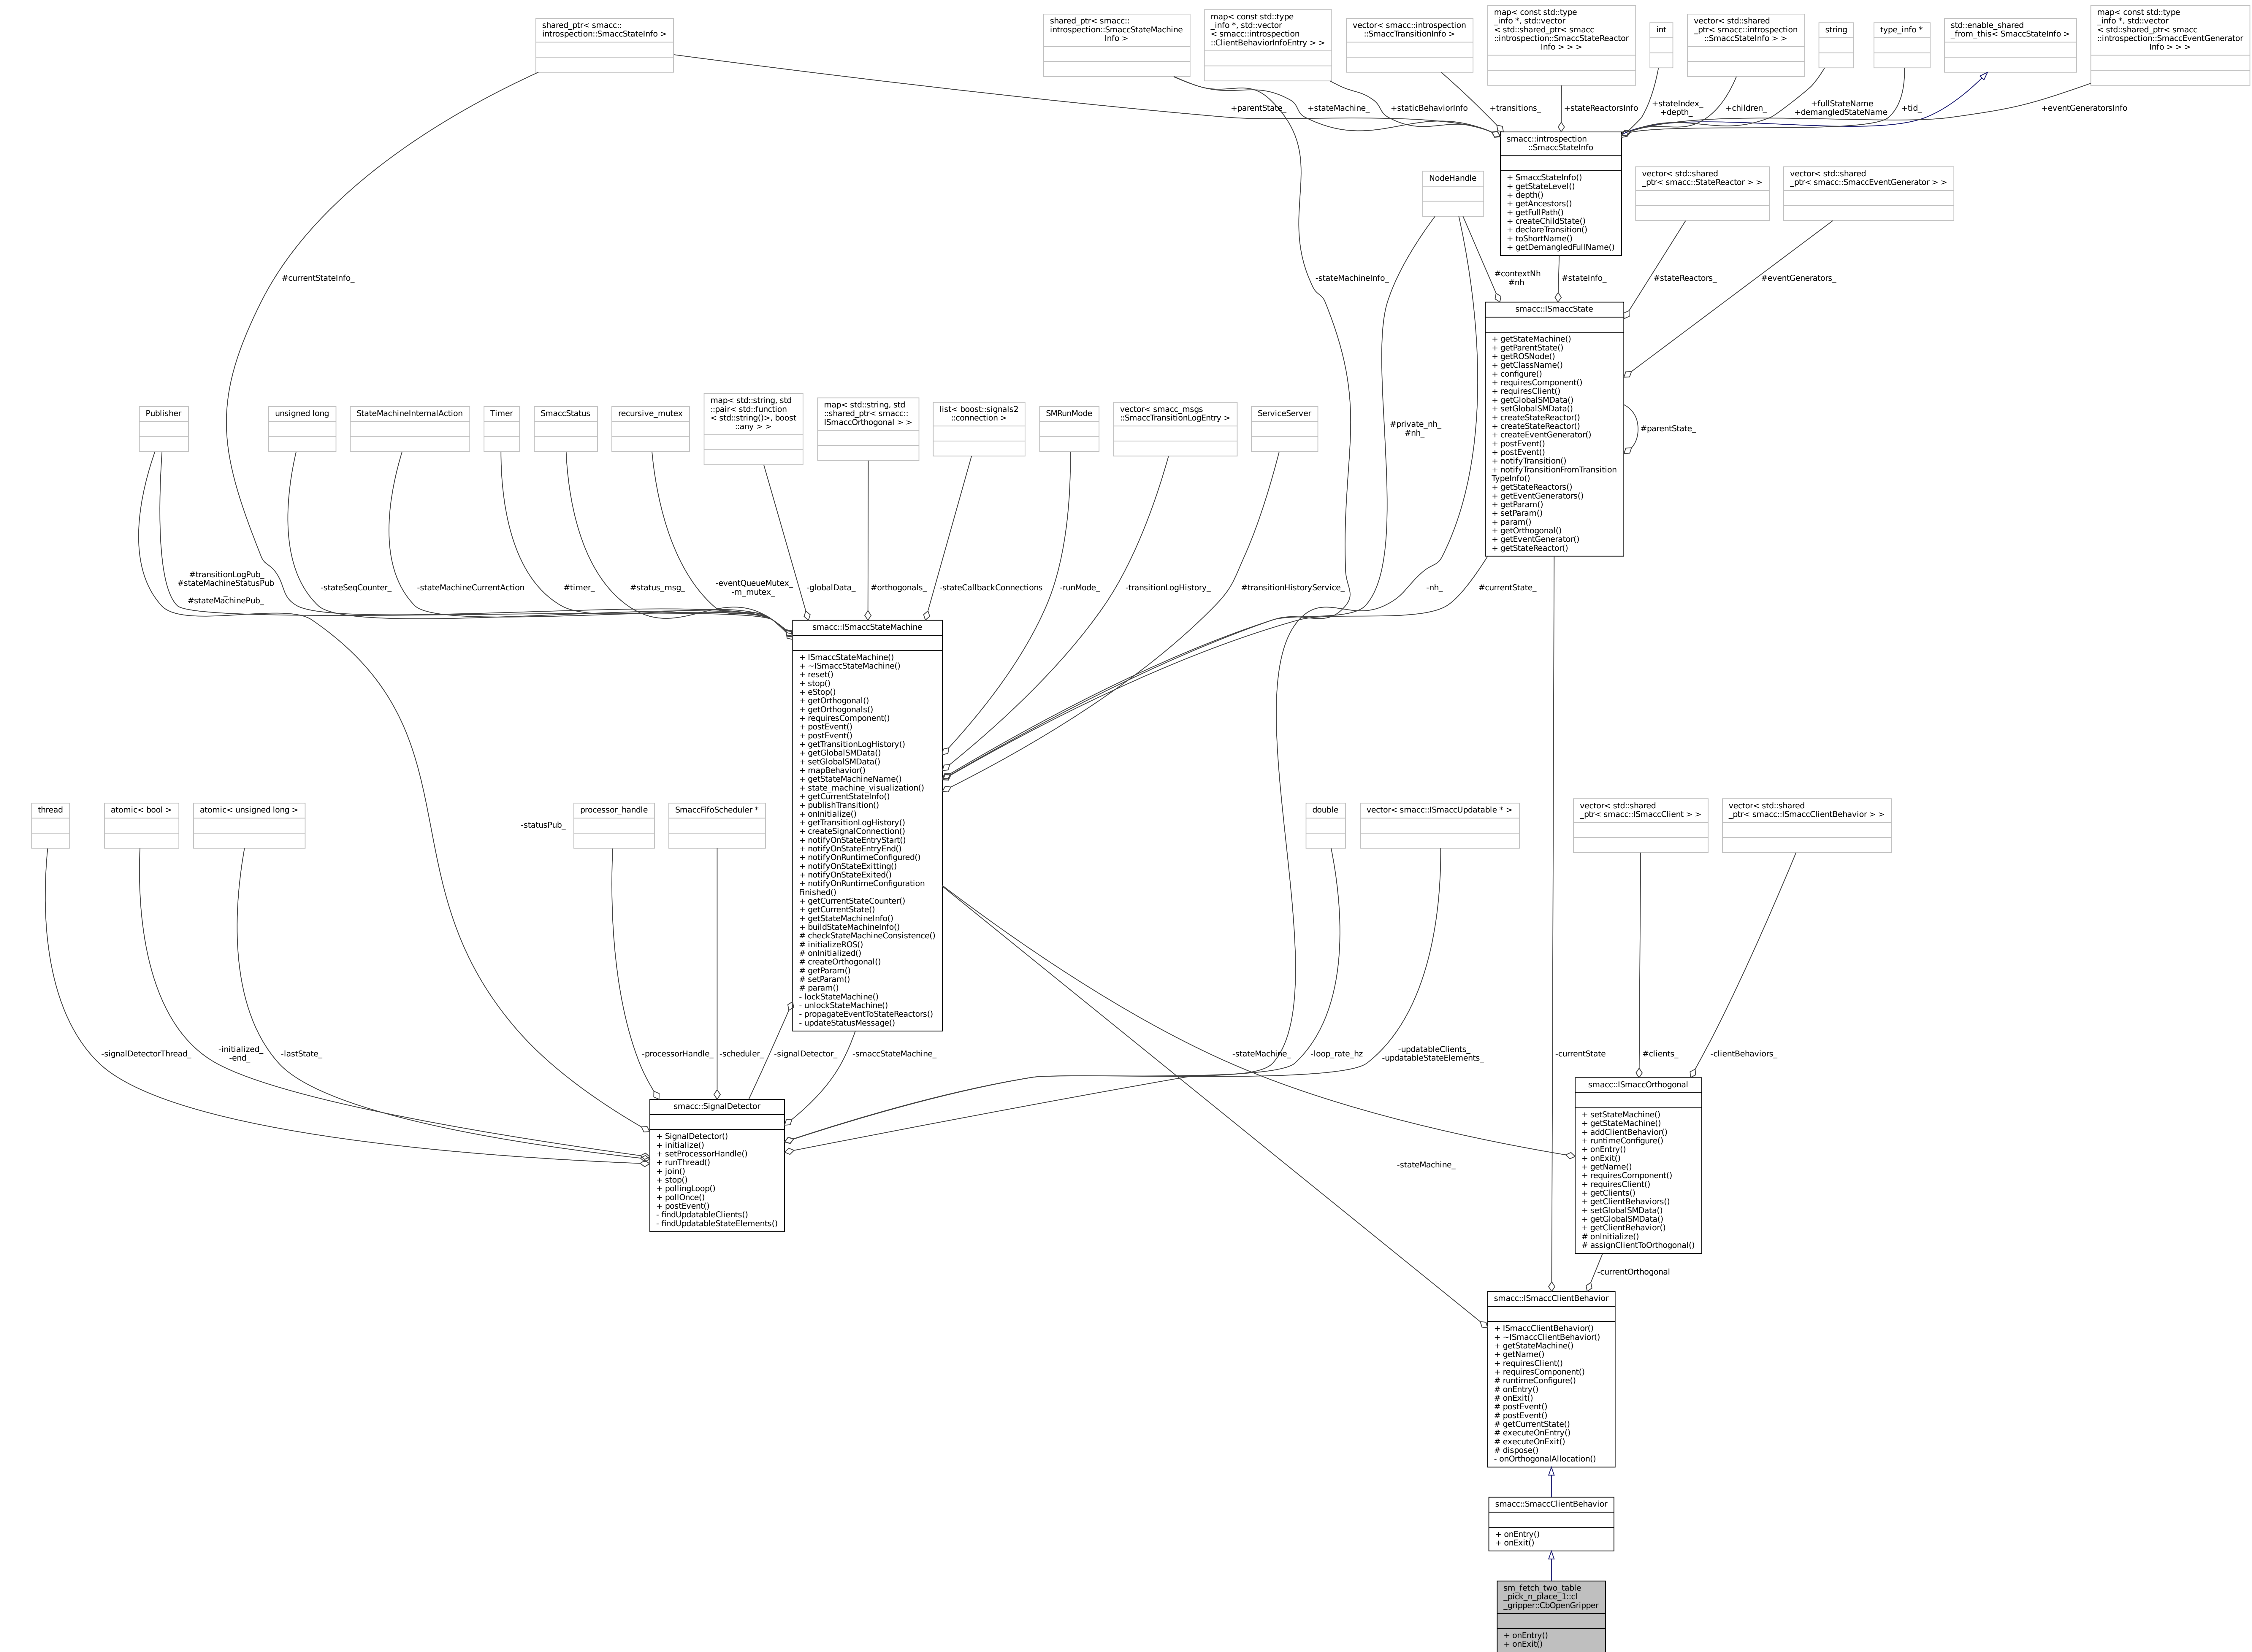 shared_ptr< smacc::
introspection::SmaccStateInfo >
shared_ptr< smacc::
introspection::SmaccStateMachine
Info >
map< const std::type
_info *, std::vector
< smacc::introspection
::ClientBehaviorInfoEntry > >
vector< smacc::introspection
::SmaccTransitionInfo >
map< const std::type
_info *, std::vector
< std::shared_ptr< smacc
::introspection::SmaccStateReactor
Info > > >
int
vector< std::shared
_ptr< smacc::introspection
::SmaccStateInfo > >
string
type_info *
std::enable_shared
_from_this< SmaccStateInfo >
map< const std::type
_info *, std::vector
< std::shared_ptr< smacc
::introspection::SmaccEventGenerator
Info > > >
+parentState_
+stateMachine_
+staticBehaviorInfo
+transitions_
+stateReactorsInfo
+stateIndex_
+depth_
+children_
+fullStateName
+demangledStateName
+tid_
+eventGeneratorsInfo
smacc::introspection
::SmaccStateInfo
+ SmaccStateInfo()
+ getStateLevel()
+ depth()
+ getAncestors()
+ getFullPath()
+ createChildState()
+ declareTransition()
+ toShortName()
+ getDemangledFullName()
NodeHandle
vector< std::shared
_ptr< smacc::StateReactor > >
vector< std::shared
_ptr< smacc::SmaccEventGenerator > >
#currentStateInfo_
-stateMachineInfo_
#contextNh
#nh
#stateInfo_
#stateReactors_
#eventGenerators_
smacc::ISmaccState
+ getStateMachine()
+ getParentState()
+ getROSNode()
+ getClassName()
+ configure()
+ requiresComponent()
+ requiresClient()
+ getGlobalSMData()
+ setGlobalSMData()
+ createStateReactor()
+ createStateReactor()
+ createEventGenerator()
+ postEvent()
+ postEvent()
+ notifyTransition()
+ notifyTransitionFromTransition
TypeInfo()
+ getStateReactors()
+ getEventGenerators()
+ getParam()
+ setParam()
+ param()
+ getOrthogonal()
+ getEventGenerator()
+ getStateReactor()
#parentState_
Publisher
unsigned long
StateMachineInternalAction
Timer
SmaccStatus
recursive_mutex
map< std::string, std
::pair< std::function
< std::string()>, boost
::any > >
map< std::string, std
::shared_ptr< smacc::
ISmaccOrthogonal > >
list< boost::signals2
::connection >
SMRunMode
vector< smacc_msgs
::SmaccTransitionLogEntry >
ServiceServer
#private_nh_
#nh_
#transitionLogPub_
#stateMachineStatusPub
_
#stateMachinePub_
-stateSeqCounter_
-stateMachineCurrentAction
#timer_
#status_msg_
-eventQueueMutex_
-m_mutex_
-globalData_
#orthogonals_
-stateCallbackConnections
-runMode_
-transitionLogHistory_
#transitionHistoryService_
-nh_
#currentState_
smacc::ISmaccStateMachine
+ ISmaccStateMachine()
+ ~ISmaccStateMachine()
+ reset()
+ stop()
+ eStop()
+ getOrthogonal()
+ getOrthogonals()
+ requiresComponent()
+ postEvent()
+ postEvent()
+ getTransitionLogHistory()
+ getGlobalSMData()
+ setGlobalSMData()
+ mapBehavior()
+ getStateMachineName()
+ state_machine_visualization()
+ getCurrentStateInfo()
+ publishTransition()
+ onInitialize()
+ getTransitionLogHistory()
+ createSignalConnection()
+ notifyOnStateEntryStart()
+ notifyOnStateEntryEnd()
+ notifyOnRuntimeConfigured()
+ notifyOnStateExitting()
+ notifyOnStateExited()
+ notifyOnRuntimeConfiguration
Finished()
+ getCurrentStateCounter()
+ getCurrentState()
+ getStateMachineInfo()
+ buildStateMachineInfo()
# checkStateMachineConsistence()
# initializeROS()
# onInitialized()
# createOrthogonal()
# getParam()
# setParam()
# param()
- lockStateMachine()
- unlockStateMachine()
- propagateEventToStateReactors()
- updateStatusMessage()
thread
atomic< bool >
atomic< unsigned long >
-statusPub_
processor_handle
SmaccFifoScheduler *
double
vector< smacc::ISmaccUpdatable * >
vector< std::shared
_ptr< smacc::ISmaccClient > >
vector< std::shared
_ptr< smacc::ISmaccClientBehavior > >
-signalDetectorThread_
-initialized_
-end_
-lastState_
-processorHandle_
-scheduler_
-signalDetector_
-smaccStateMachine_
-stateMachine_
-loop_rate_hz
-updatableClients_
-updatableStateElements_
-currentState
#clients_
-clientBehaviors_
smacc::SignalDetector
+ SignalDetector()
+ initialize()
+ setProcessorHandle()
+ runThread()
+ join()
+ stop()
+ pollingLoop()
+ pollOnce()
+ postEvent()
- findUpdatableClients()
- findUpdatableStateElements()
smacc::ISmaccOrthogonal
+ setStateMachine()
+ getStateMachine()
+ addClientBehavior()
+ runtimeConfigure()
+ onEntry()
+ onExit()
+ getName()
+ requiresComponent()
+ requiresClient()
+ getClients()
+ getClientBehaviors()
+ setGlobalSMData()
+ getGlobalSMData()
+ getClientBehavior()
# onInitialize()
# assignClientToOrthogonal()
-stateMachine_
-currentOrthogonal
smacc::ISmaccClientBehavior
+ ISmaccClientBehavior()
+ ~ISmaccClientBehavior()
+ getStateMachine()
+ getName()
+ requiresClient()
+ requiresComponent()
# runtimeConfigure()
# onEntry()
# onExit()
# postEvent()
# postEvent()
# getCurrentState()
# executeOnEntry()
# executeOnExit()
# dispose()
- onOrthogonalAllocation()
smacc::SmaccClientBehavior
+ onEntry()
+ onExit()
sm_fetch_two_table
_pick_n_place_1::cl
_gripper::CbOpenGripper
+ onEntry()
+ onExit()